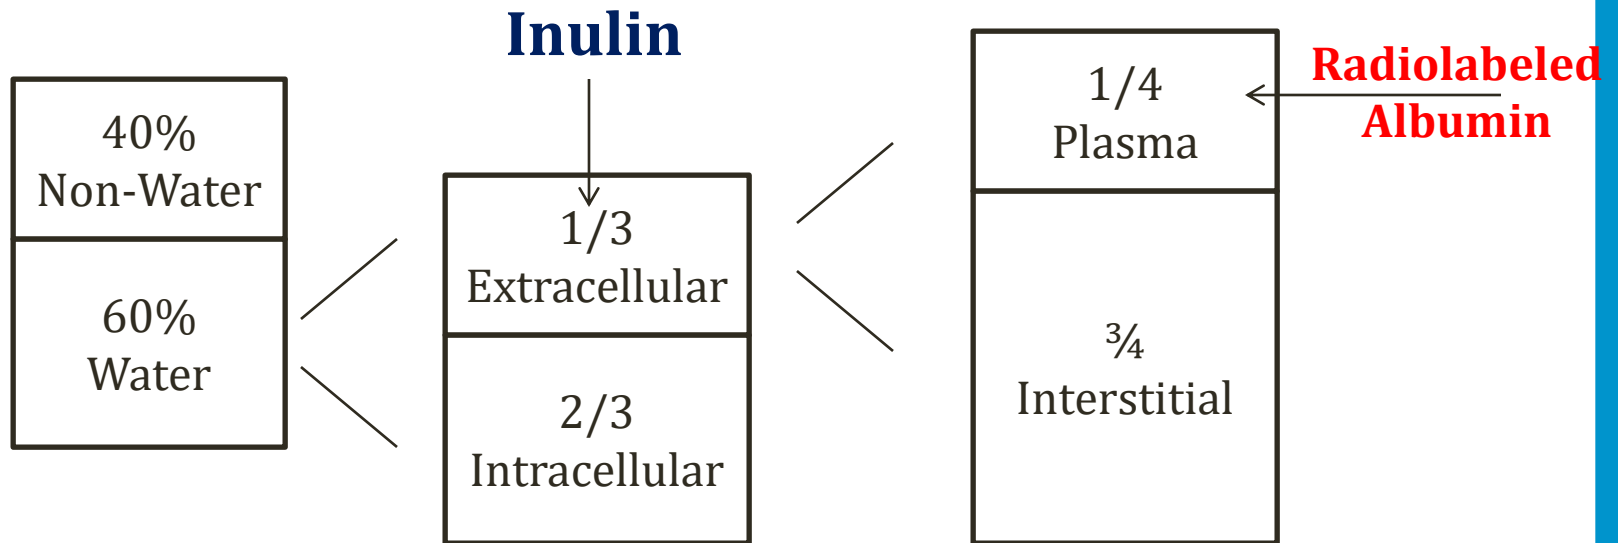 Inulin
40%
Non-Water
60%
Water
1/3
Extracellular
2/3
Intracellular
1/4
Plasma
¾
Interstitial
Radiolabeled
Albumin